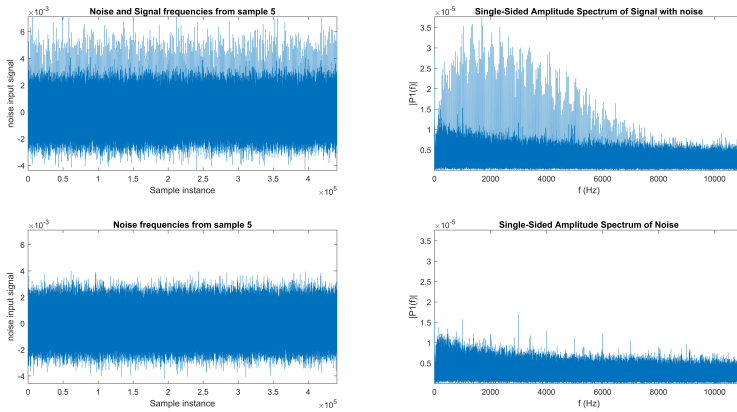 Noise and Signal frequencies from sample 5
×10-3
noise input signal
6
4
2
0
-2
-4
0 0.5 1 1.5 2 2.5 3 3.5 4
Sample instance
×105
Single-Sided Amplitude Spectrum of Signal with noise
×10-5
|P1(f)|
3.5
3
2.5
2
1.5
1
0.5
0 2000 4000 6000 8000 10000
f (Hz)
Noise frequencies from sample 5
×10-3
noise input signal
6
4
2
0
-2
-4
0 0.5 1 1.5 2 2.5 3 3.5 4
Sample instance
×105
Single-Sided Amplitude Spectrum of Noise
×10-5
|P1(f)|
3.5
3
2.5
2
1.5
1
0.5
0 2000 4000 6000 8000 10000
f (Hz)